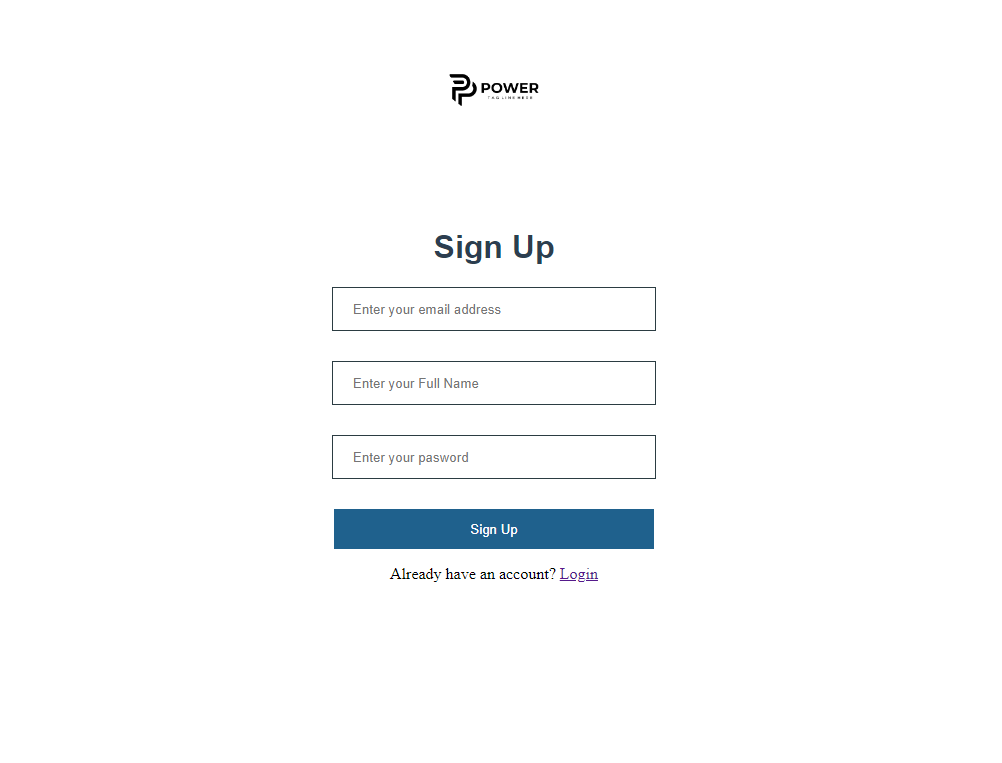 POWER
TAG LINE HERE
Sign Up
Enter your email address
Enter your Full Name
Enter your pasword
Sign Up
Already have an account? Login